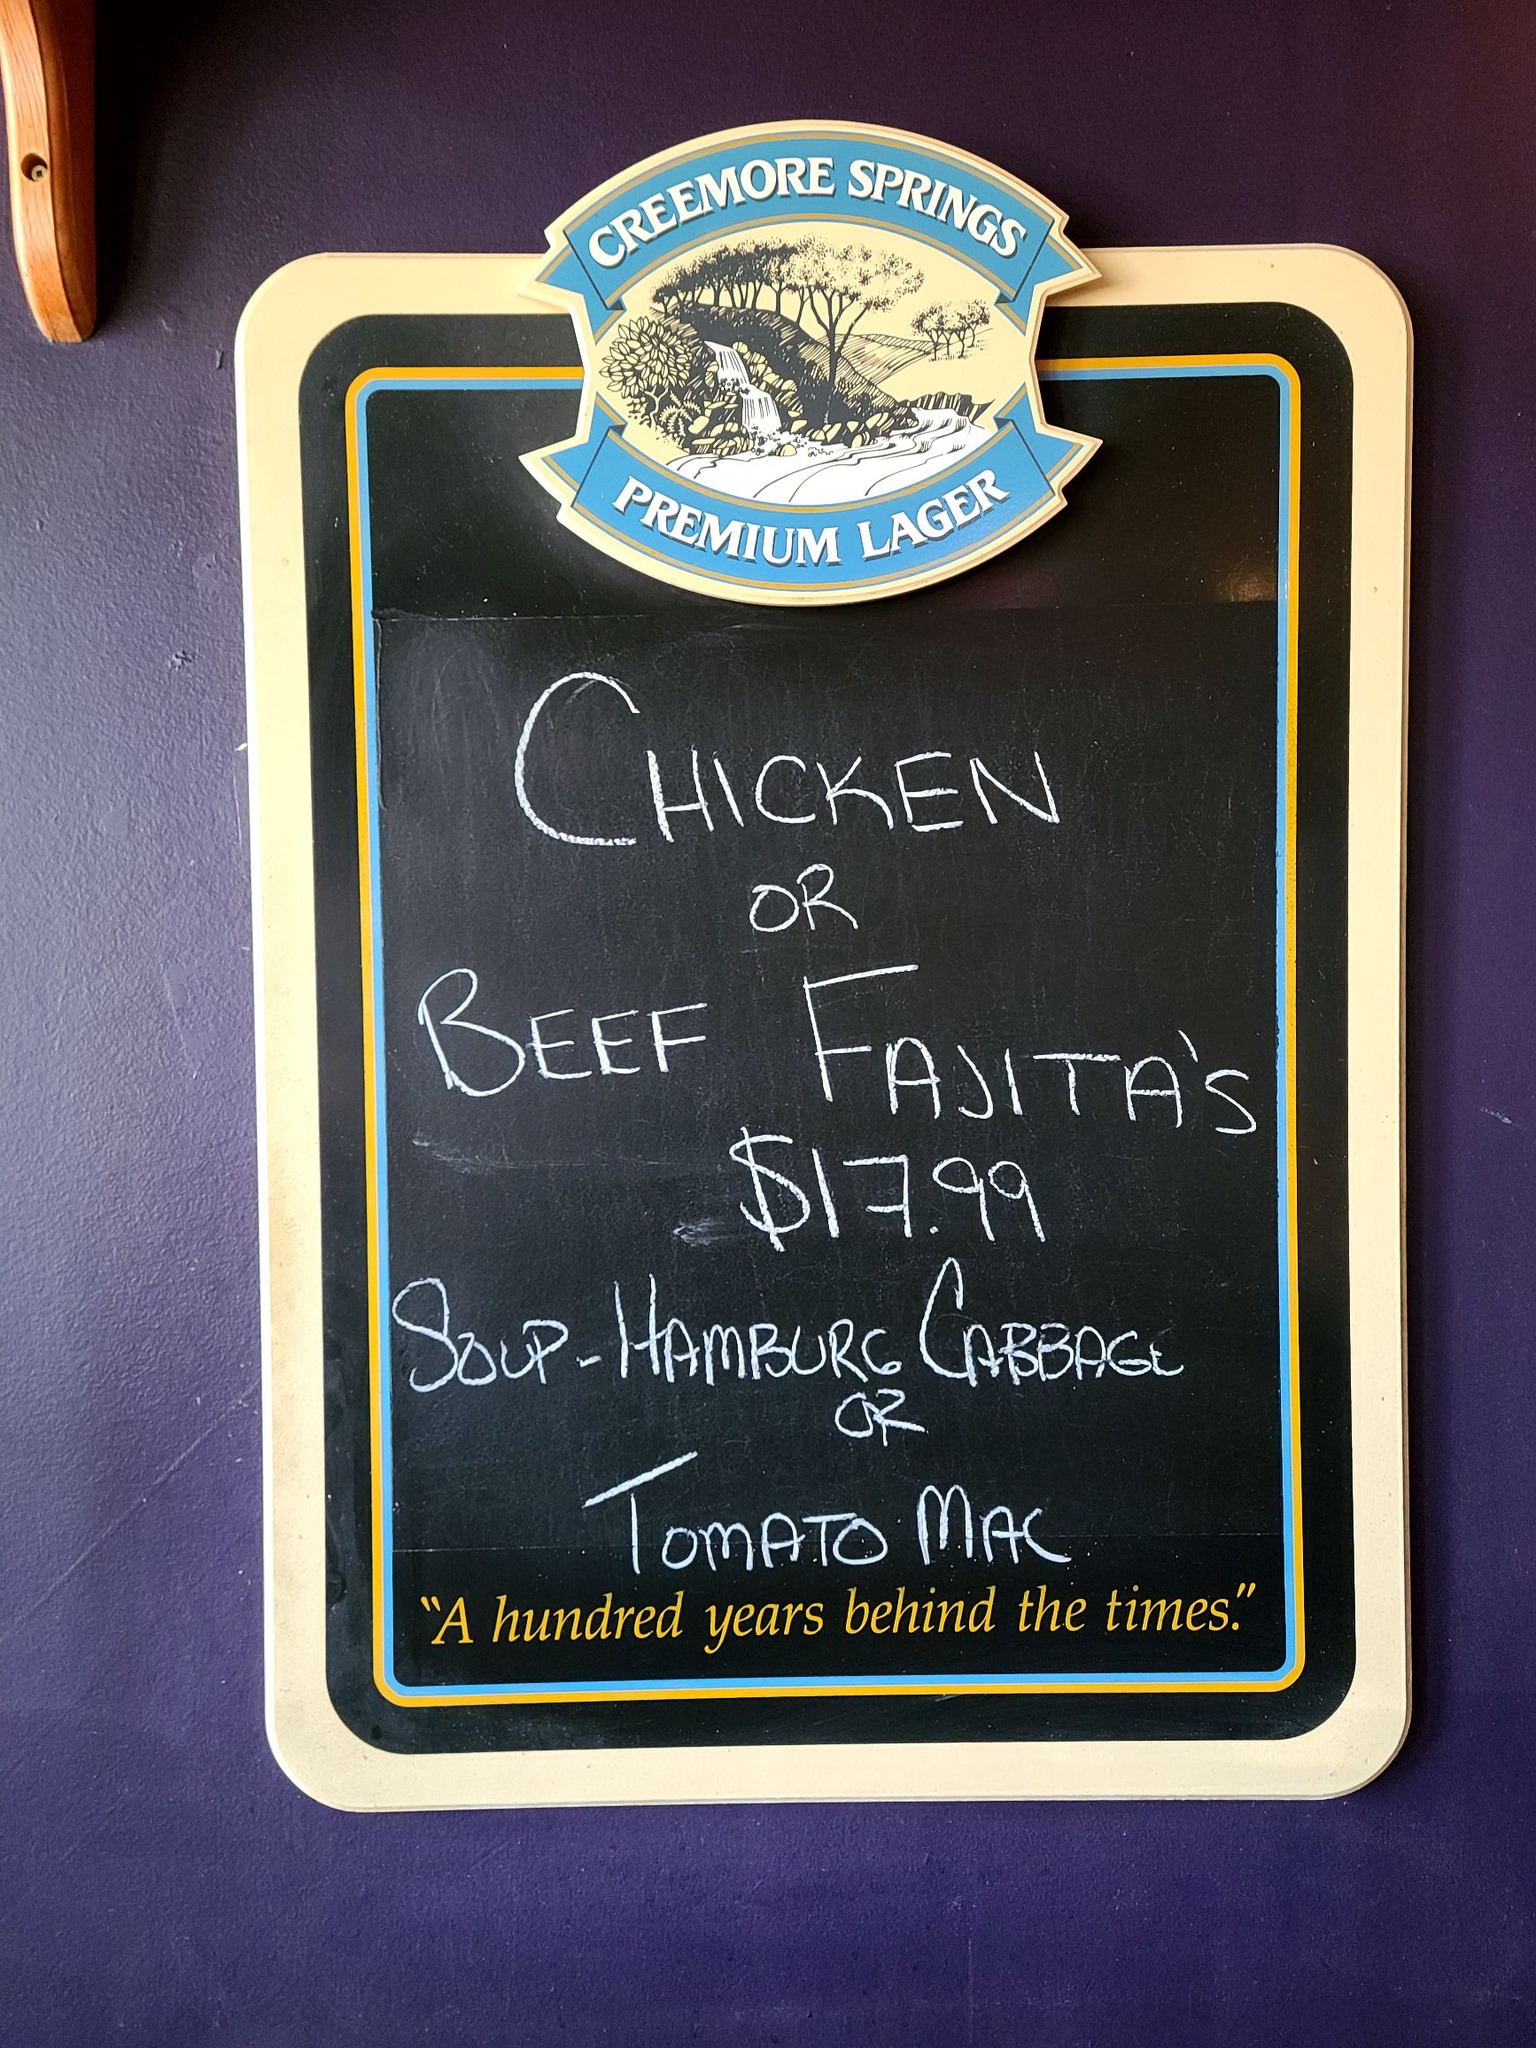 CREEMORE SPRINGS
PREMIUM LAGER
CHICKEN
OR
BEEF FAJITA'S
$17.99
SOUP-HAMBURG CABBAGE
OR
TOMATO MAC
“A hundred years behind the times.”